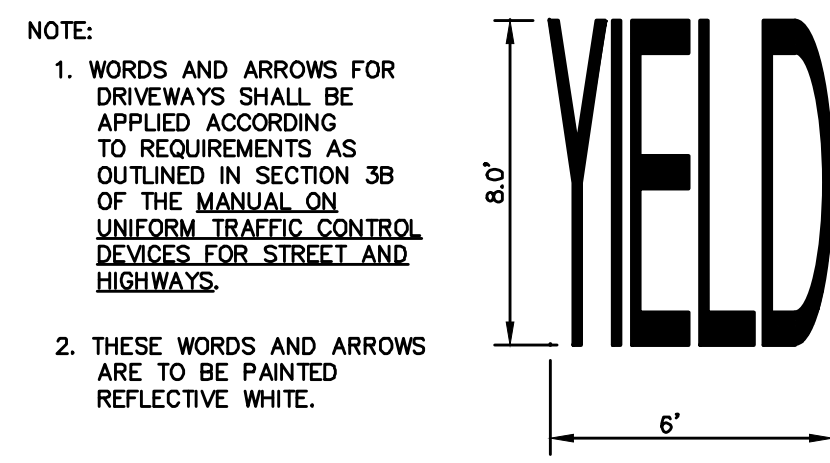 NOTE:
1. WORDS AND ARROWS FOR
DRIVEWAYS SHALL BE
APPLIED ACCORDING
TO REQUIREMENTS AS
OUTLINED IN SECTION 3B
OF THE MANUAL ON
UNIFORM TRAFFIC CONTROL
DEVICES FOR STREET AND
HIGHWAYS.
2. THESE WORDS AND ARROWS
ARE TO BE PAINTED
REFLECTIVE WHITE.
8.0'
YIELD
6'